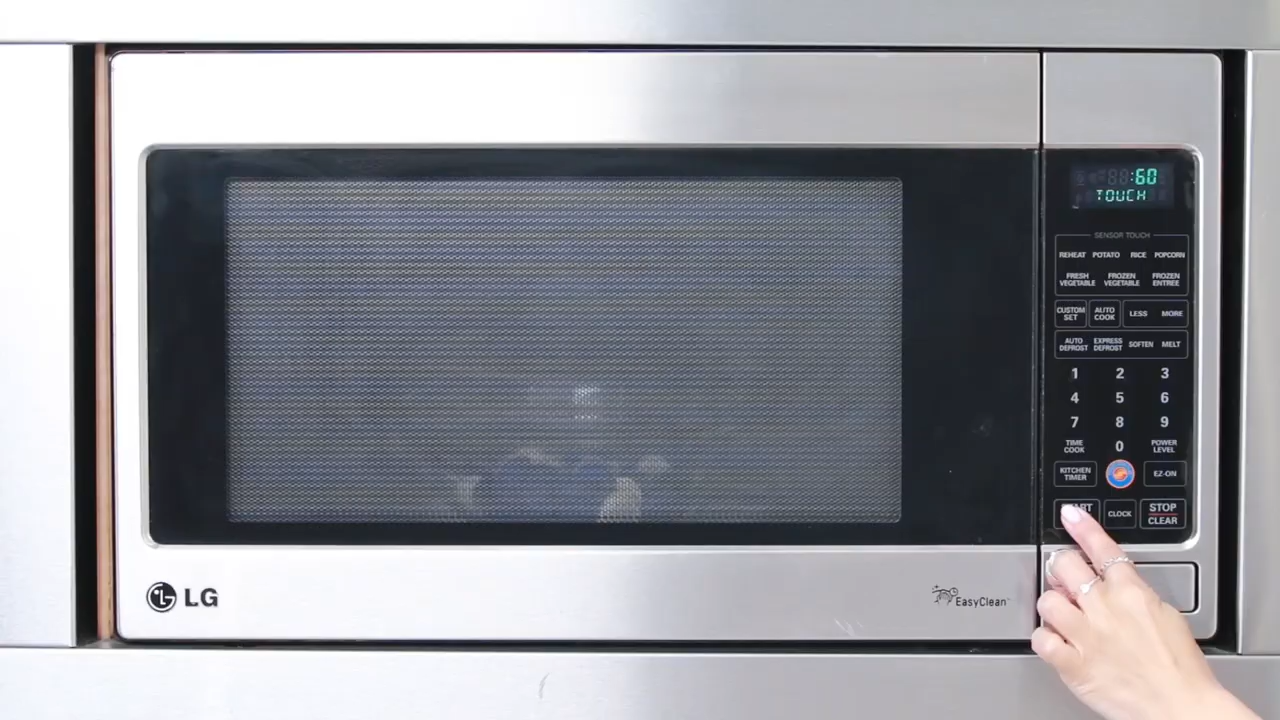 :60
TOUCH
SENSOR TOUCH
REHEAT POTATO RICE POPCORN
FRESH VEGETABLE FROZEN VEGETABLE FROZEN ENTRÉE
CUSTOM SET AUTO COOK LESS MORE
AUTO DEFROST EXPRESS DEFROST SOFTEN MELT
1 2 3
4 5 6
7 8 9
TIME COOK 0 POWER LEVEL
KITCHEN TIMER EZ-ON
CLOCK STOP CLEAR
LG
EasyClean™